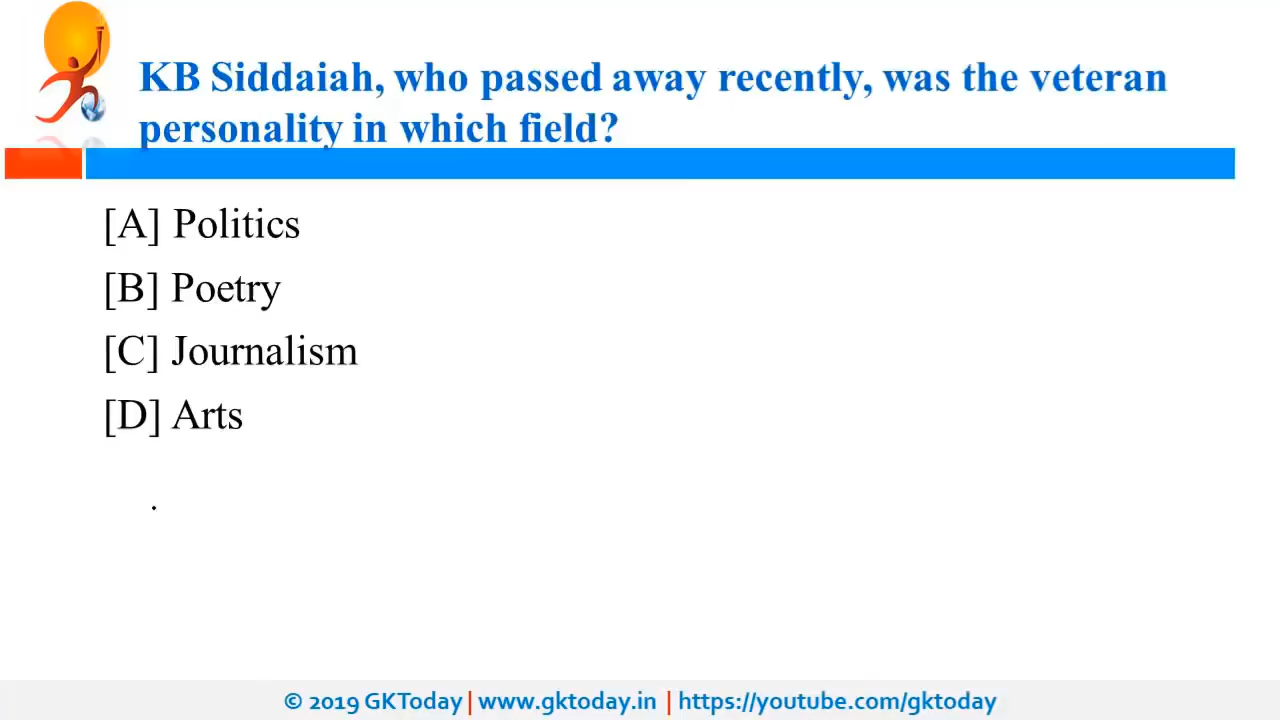 KB Siddaiah, who passed away recently, was the veteran
personality in which field?
[A] Politics
[B] Poetry
[C] Journalism
[D] Arts
.
© 2019 GKToday | www.gktoday.in | https://youtube.com/gktoday